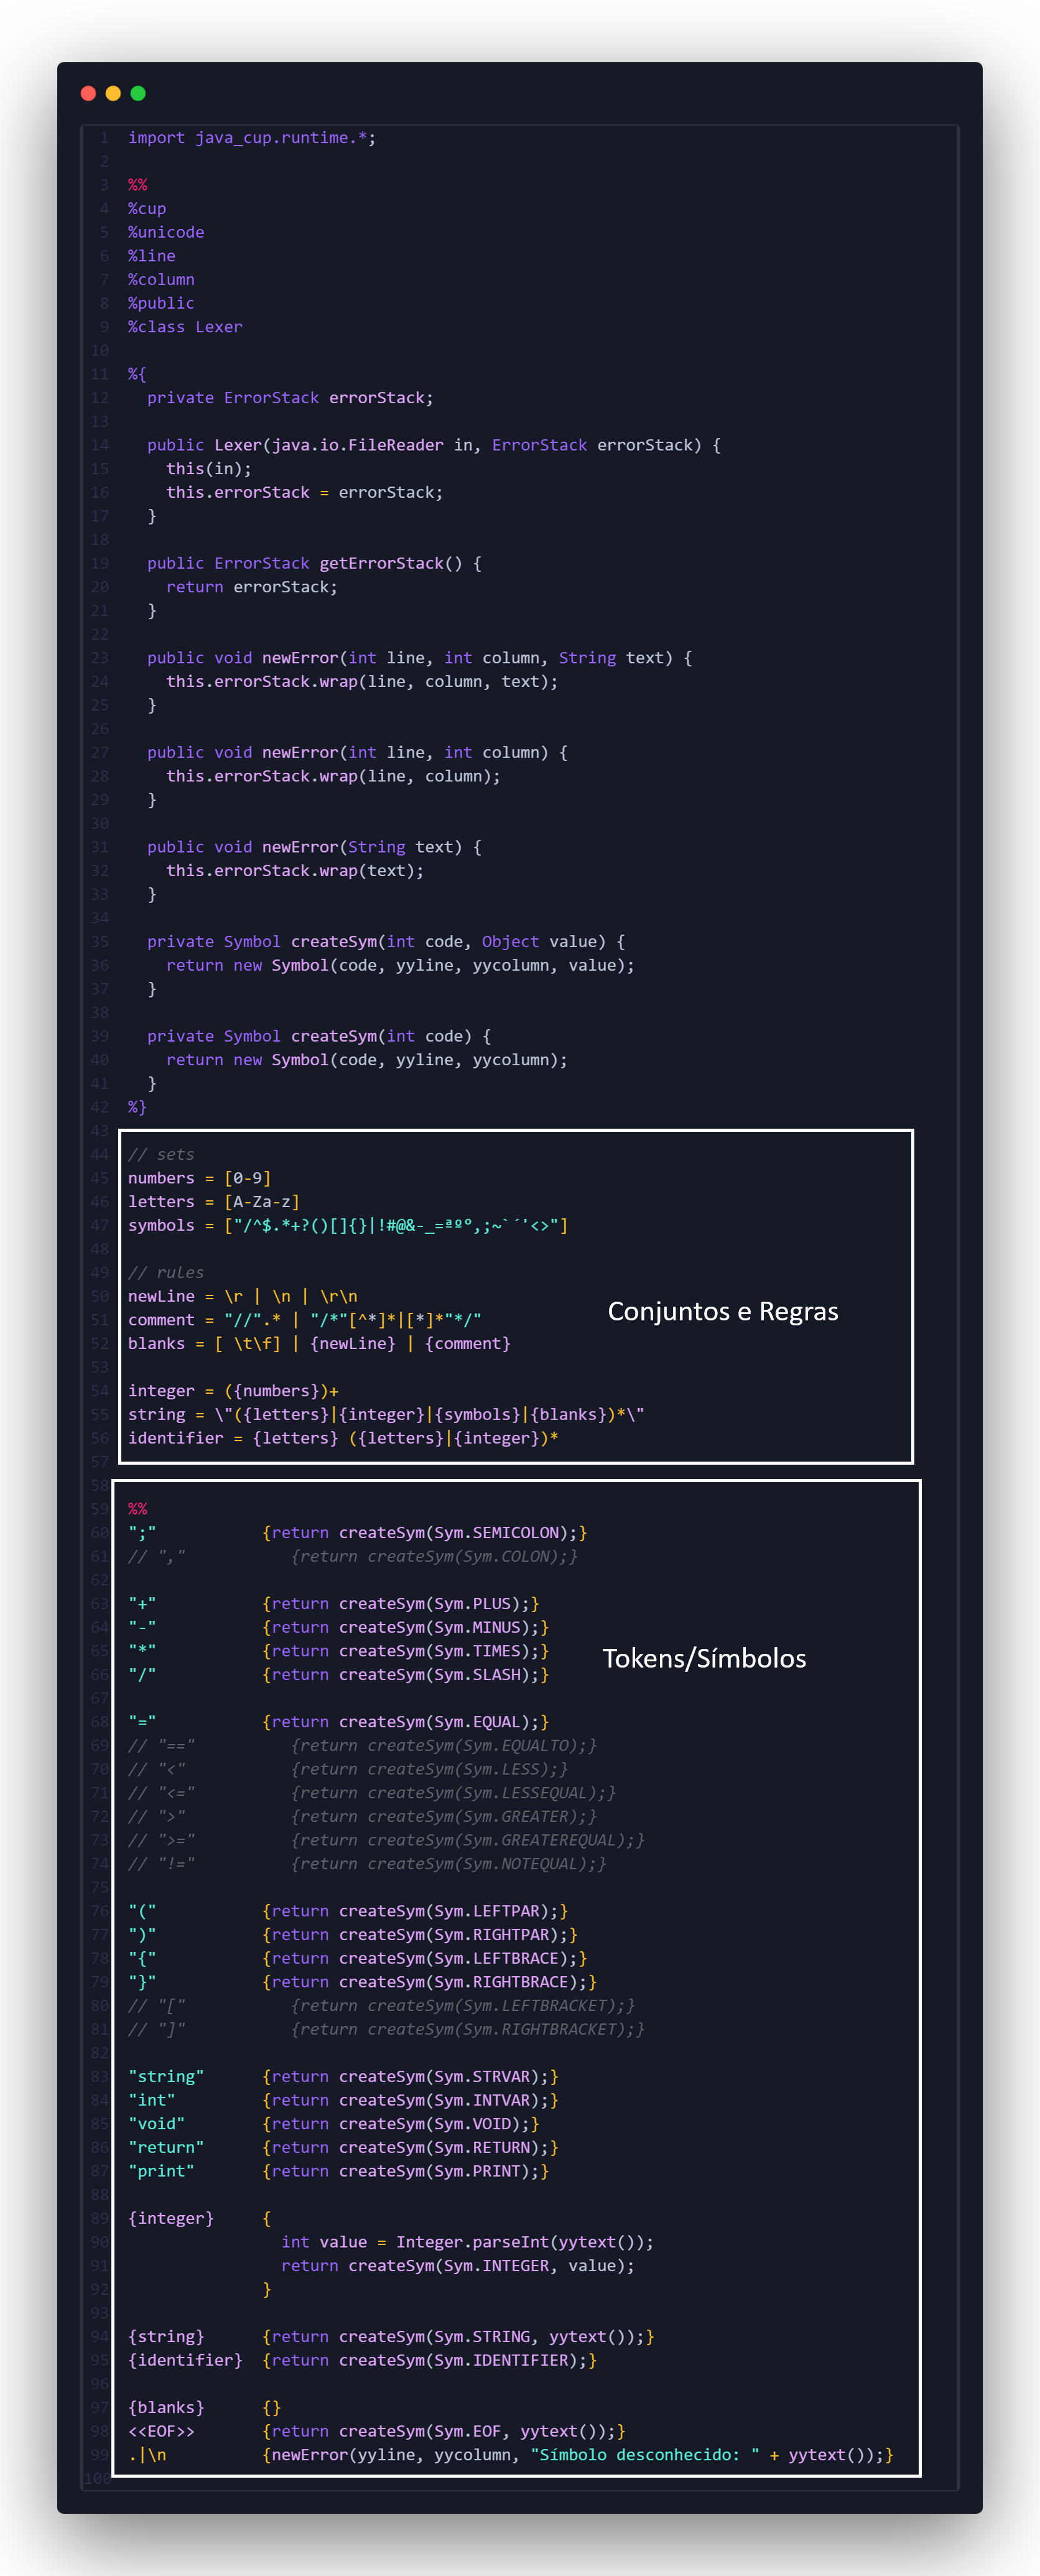 1 import java_cup.runtime.*;
2
3 %%
4 %cup
5 %unicode
6 %line
7 %column
8 %public
9 %class Lexer
10
11 %{
12   private ErrorStack errorStack;
13
14   public Lexer(java.io.FileReader in, ErrorStack errorStack) {
15     this(in);
16     this.errorStack = errorStack;
17   }
18
19   public ErrorStack getErrorStack() {
20     return errorStack;
21   }
22
23   public void newError(int line, int column, String text) {
24     this.errorStack.wrap(line, column, text);
25   }
26
27   public void newError(int line, int column) {
28     this.errorStack.wrap(line, column);
29   }
30
31   public void newError(String text) {
32     this.errorStack.wrap(text);
33   }
34
35   private Symbol createSym(int code, Object value) {
36     return new Symbol(code, yyline, yycolumn, value);
37   }
38
39   private Symbol createSym(int code) {
40     return new Symbol(code, yyline, yycolumn);
41   }
42 %}
43
44 // sets
45 numbers = [0-9]
46 letters = [A-Za-z]
47 symbols = ["/^$.*+?()[]{}|!#@&-_=ªº°,;~`´'<>"]
48
49 // rules
50 newLine = \r | \n | \r\n
Conjuntos e Regras
51 comment = "//".* | "/*"[^*]*|[*]*"*/"
52 blanks = [ \t\f] | {newLine} | {comment}
53
54 integer = ({numbers})+
55 string = \"({letters}|{integer}|{symbols}|{blanks})*\"
56 identifier = {letters} ({letters}|{integer})*
57
58
59 %%
60 ";"           {return createSym(Sym.SEMICOLON);}
61 // ","           {return createSym(Sym.COLON);}
62
63 "+"           {return createSym(Sym.PLUS);}
64 "-"           {return createSym(Sym.MINUS);}
65 "*"           {return createSym(Sym.TIMES);}
Tokens/Símbolos
66 "/"           {return createSym(Sym.SLASH);}
67
68 "="           {return createSym(Sym.EQUAL);}
69 // "=="          {return createSym(Sym.EQUALTO);}
70 // "<"           {return createSym(Sym.LESS);}
71 // "<="          {return createSym(Sym.LESSEQUAL);}
72 // ">"           {return createSym(Sym.GREATER);}
73 // ">="          {return createSym(Sym.GREATEREQUAL);}
74 // "!="          {return createSym(Sym.NOTEQUAL);}
75
76 "("           {return createSym(Sym.LEFTPAR);}
77 ")"           {return createSym(Sym.RIGHTPAR);}
78 "{"           {return createSym(Sym.LEFTBRACE);}
79 "}"           {return createSym(Sym.RIGHTBRACE);}
80 // "["           {return createSym(Sym.LEFTBRACKET);}
81 // "]"           {return createSym(Sym.RIGHTBRACKET);}
82
83 "string"      {return createSym(Sym.STRVAR);}
84 "int"         {return createSym(Sym.INTVAR);}
85 "void"        {return createSym(Sym.VOID);}
86 "return"      {return createSym(Sym.RETURN);}
87 "print"       {return createSym(Sym.PRINT);}
88
89 {integer}     {
90                 int value = Integer.parseInt(yytext());
91                 return createSym(Sym.INTEGER, value);
92               }
93
94 {string}      {return createSym(Sym.STRING, yytext());}
95 {identifier}  {return createSym(Sym.IDENTIFIER);}
96
97 {blanks}      {}
98 <<EOF>>       {return createSym(Sym.EOF, yytext());}
99 .|\n          {newError(yyline, yycolumn, "Símbolo desconhecido: " + yytext());}
100